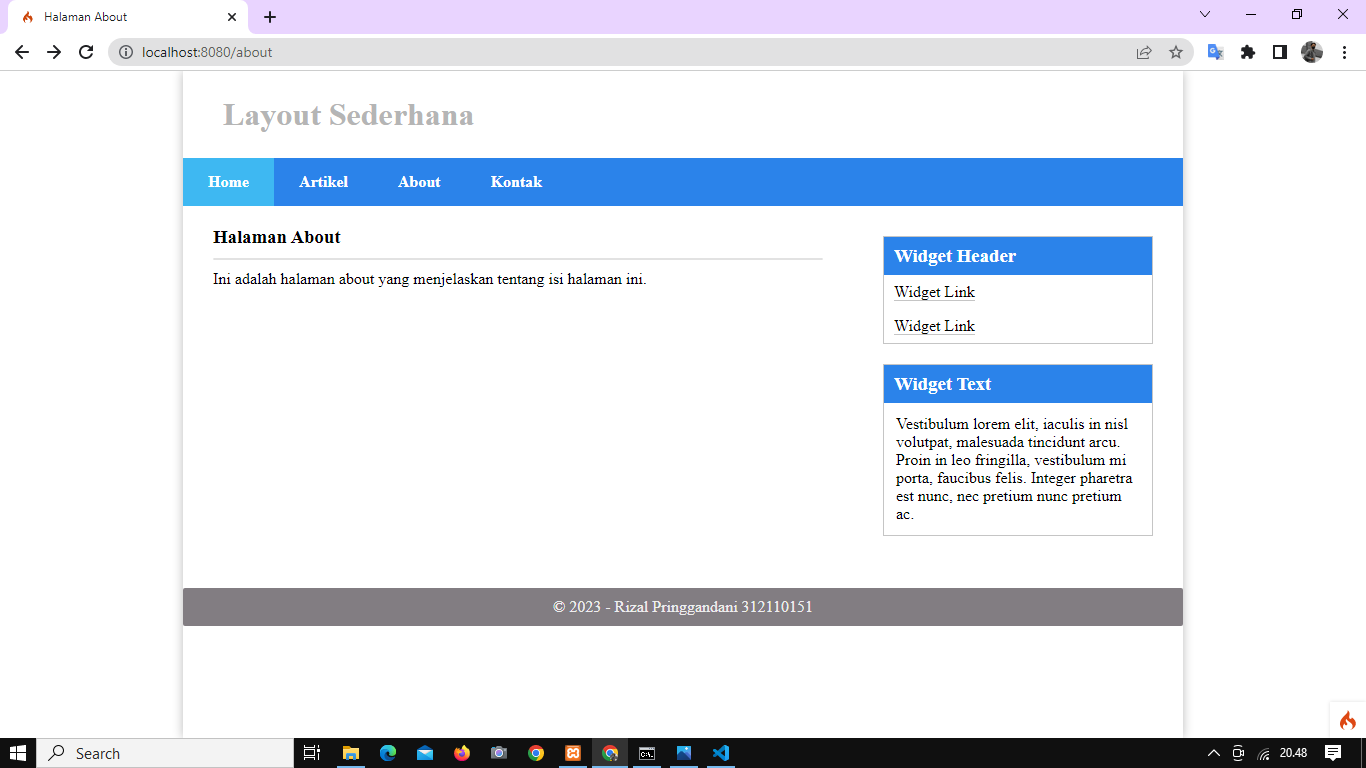 Halaman About
localhost:8080/about
Layout Sederhana
Home Artikel About Kontak
Halaman About
Ini adalah halaman about yang menjelaskan tentang isi halaman ini.
Widget Header
Widget Link
Widget Link
Widget Text
Vestibulum lorem elit, iaculis in nisl
volutpat, malesuada tincidunt arcu.
Proin in leo fringilla, vestibulum mi
porta, faucibus felis. Integer pharetra
est nunc, nec pretium nunc pretium
ac.
© 2023 - Rizal Pringgandani 312110151
Search
20.48